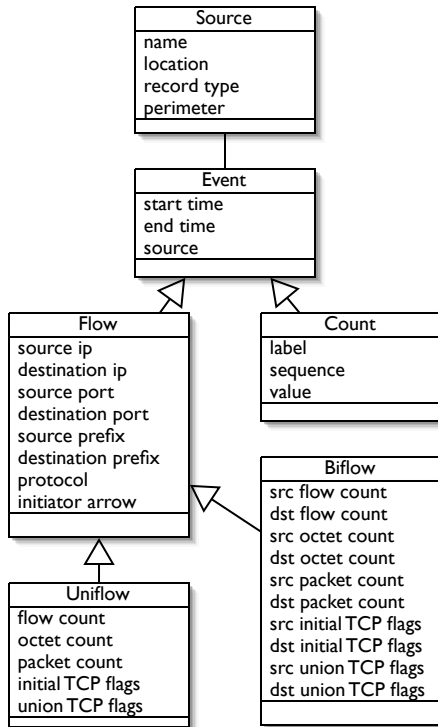 Source
name
location
record type
perimeter
Event
start time
end time
source
Flow
source ip
destination ip
source port
destination port
source prefix
destination prefix
protocol
initiator arrow
Count
label
sequence
value
Biflow
src flow count
dst flow count
src octet count
dst octet count
src packet count
dst packet count
src initial TCP flags
dst initial TCP flags
src union TCP flags
dst union TCP flags
Uniflow
flow count
octet count
packet count
initial TCP flags
union TCP flags